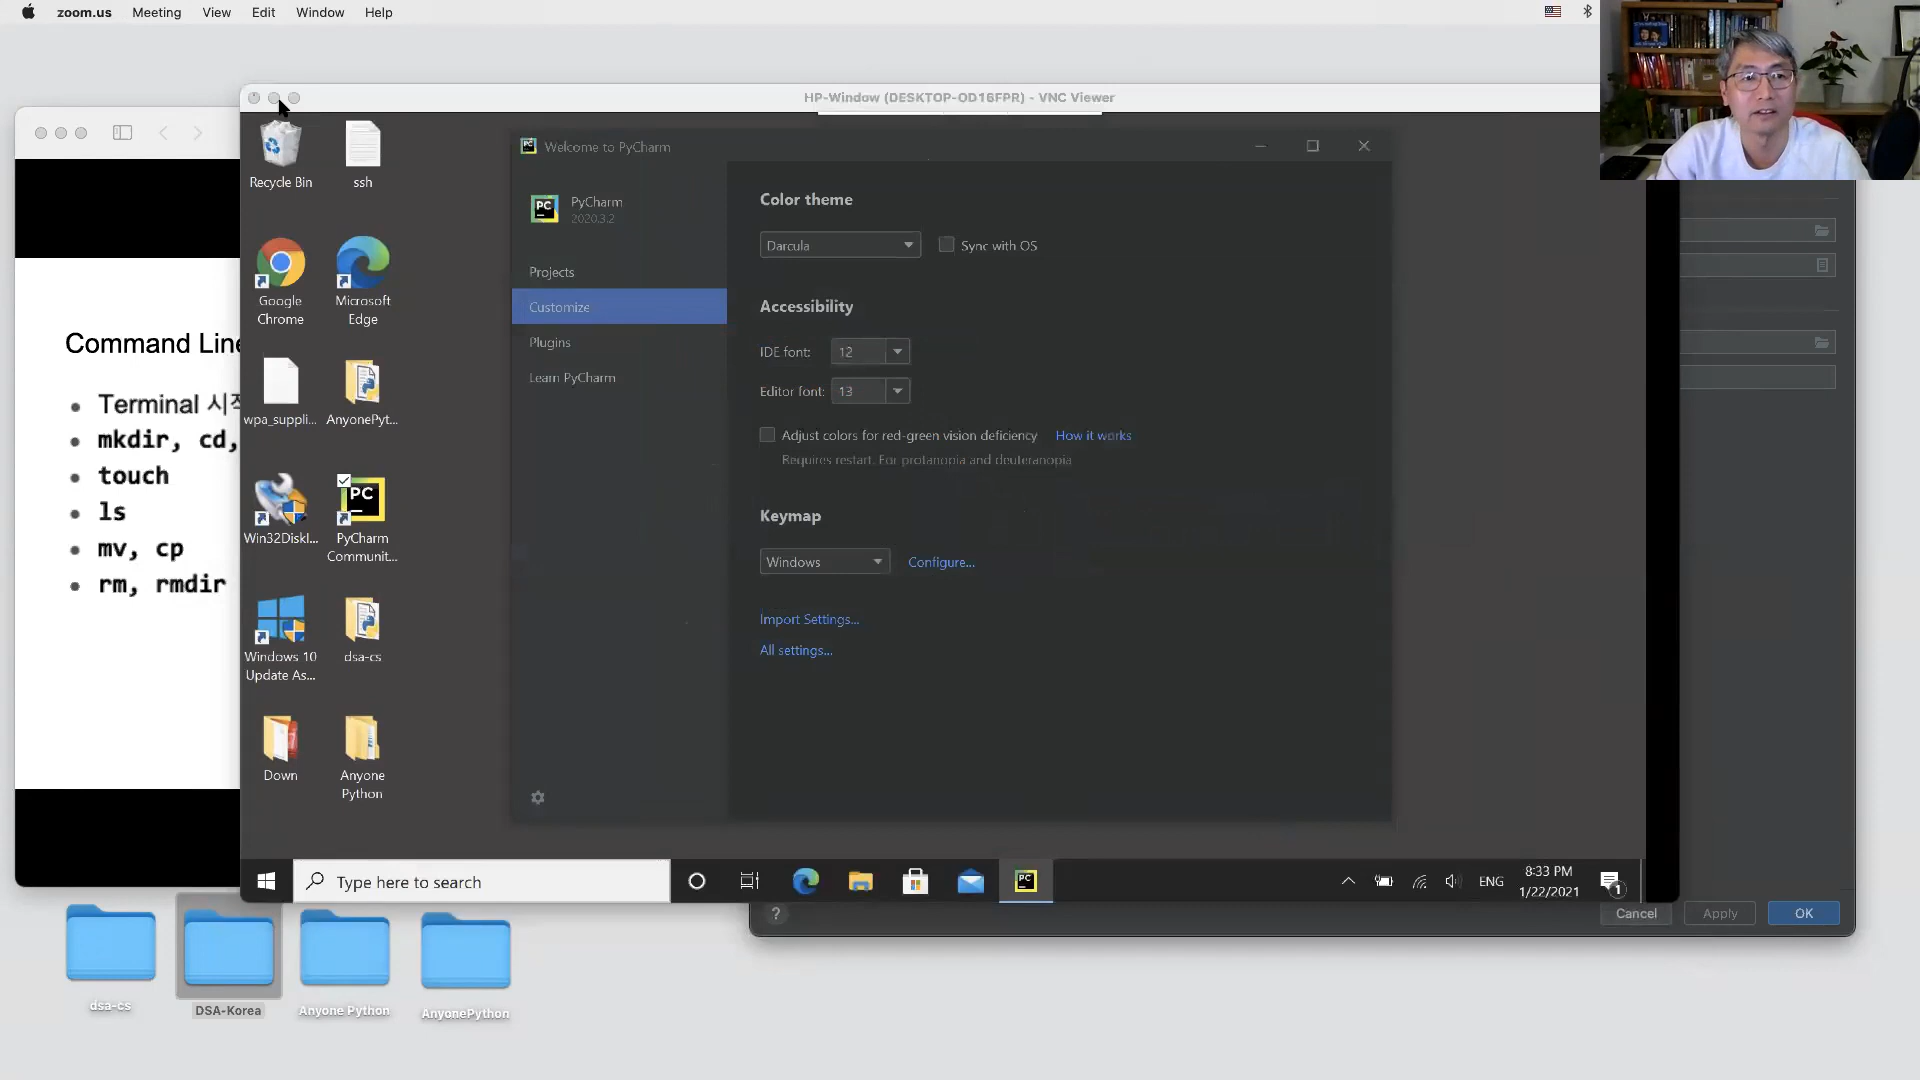 zoom.us Meeting View Edit Window Help
HP-Window (DESKTOP-OD16FPR) - VNC Viewer
Command Line
Terminal
mkdir, cd,
touch
ls
mv, cp
rm, rmdir
Recycle Bin
ssh
Google
Chrome
Microsoft
Edge
wpa_suppli...
AnyonePyt...
Win32DiskI...
PyCharm
Communit...
Windows 10
Update As...
dsa-cs
Down
Anyone
Python
Welcome to PyCharm
PyCharm
2020.3.2
Projects
Customize
Plugins
Learn PyCharm
Color theme
Darcula
Sync with OS
Accessibility
IDE font: 12
Editor font: 13
Adjust colors for red-green vision deficiency How it works
Requires restart. For protanopia and deuteranopia
Keymap
Windows
Configure...
Import Settings...
All settings...
Type here to search
ENG
8:33 PM
1/22/2021
1
?
Cancel
Apply
OK
dsa-cs
DSA-Korea
Anyone Python
AnyonePython